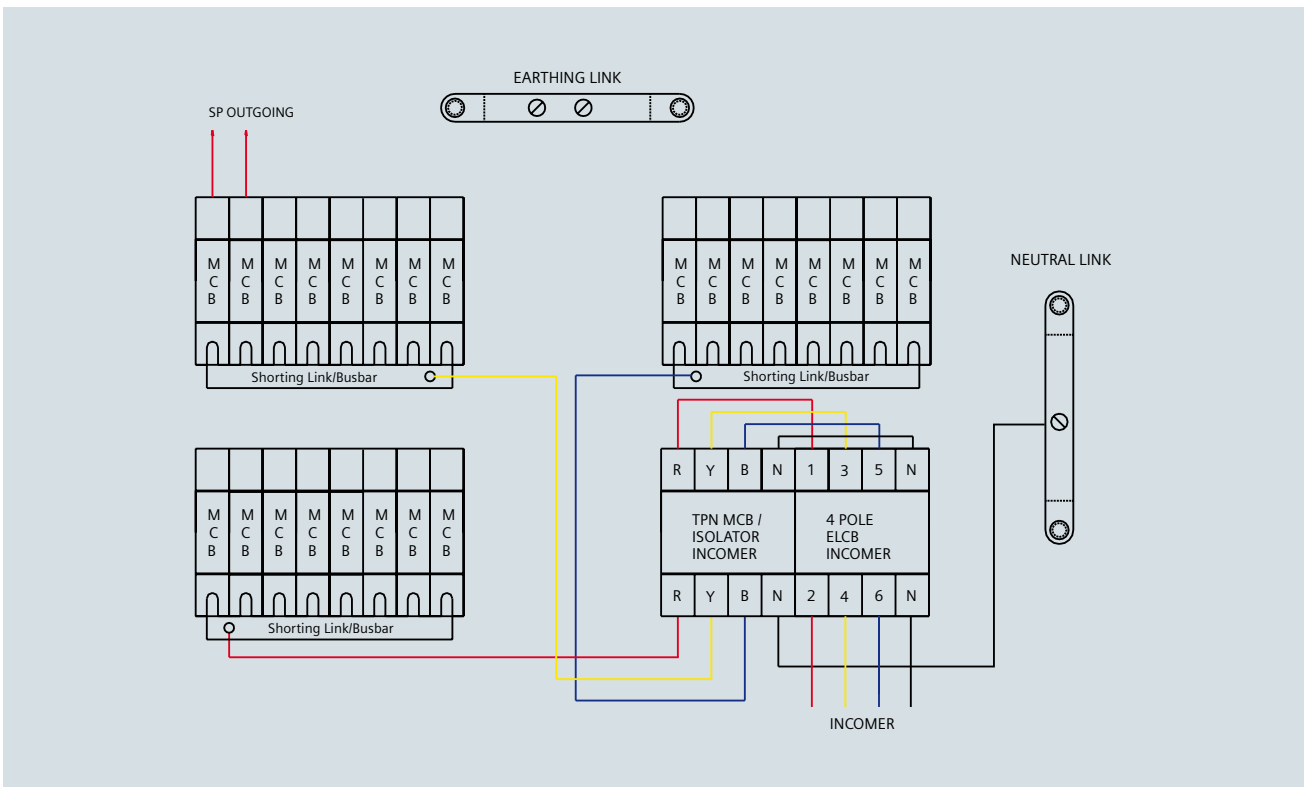 EARTHING LINK
SP OUTGOING
M M M M M M M M
C C C C C C C C
B B B B B B B B
Shorting Link/Busbar
M M M M M M M M
C C C C C C C C
B B B B B B B B
Shorting Link/Busbar
NEUTRAL LINK
M M M M M M M M
C C C C C C C C
B B B B B B B B
Shorting Link/Busbar
R Y B N 1 3 5 N
TPN MCB /
ISOLATOR
INCOMER
4 POLE
ELCB
INCOMER
R Y B N 2 4 6 N
INCOMER